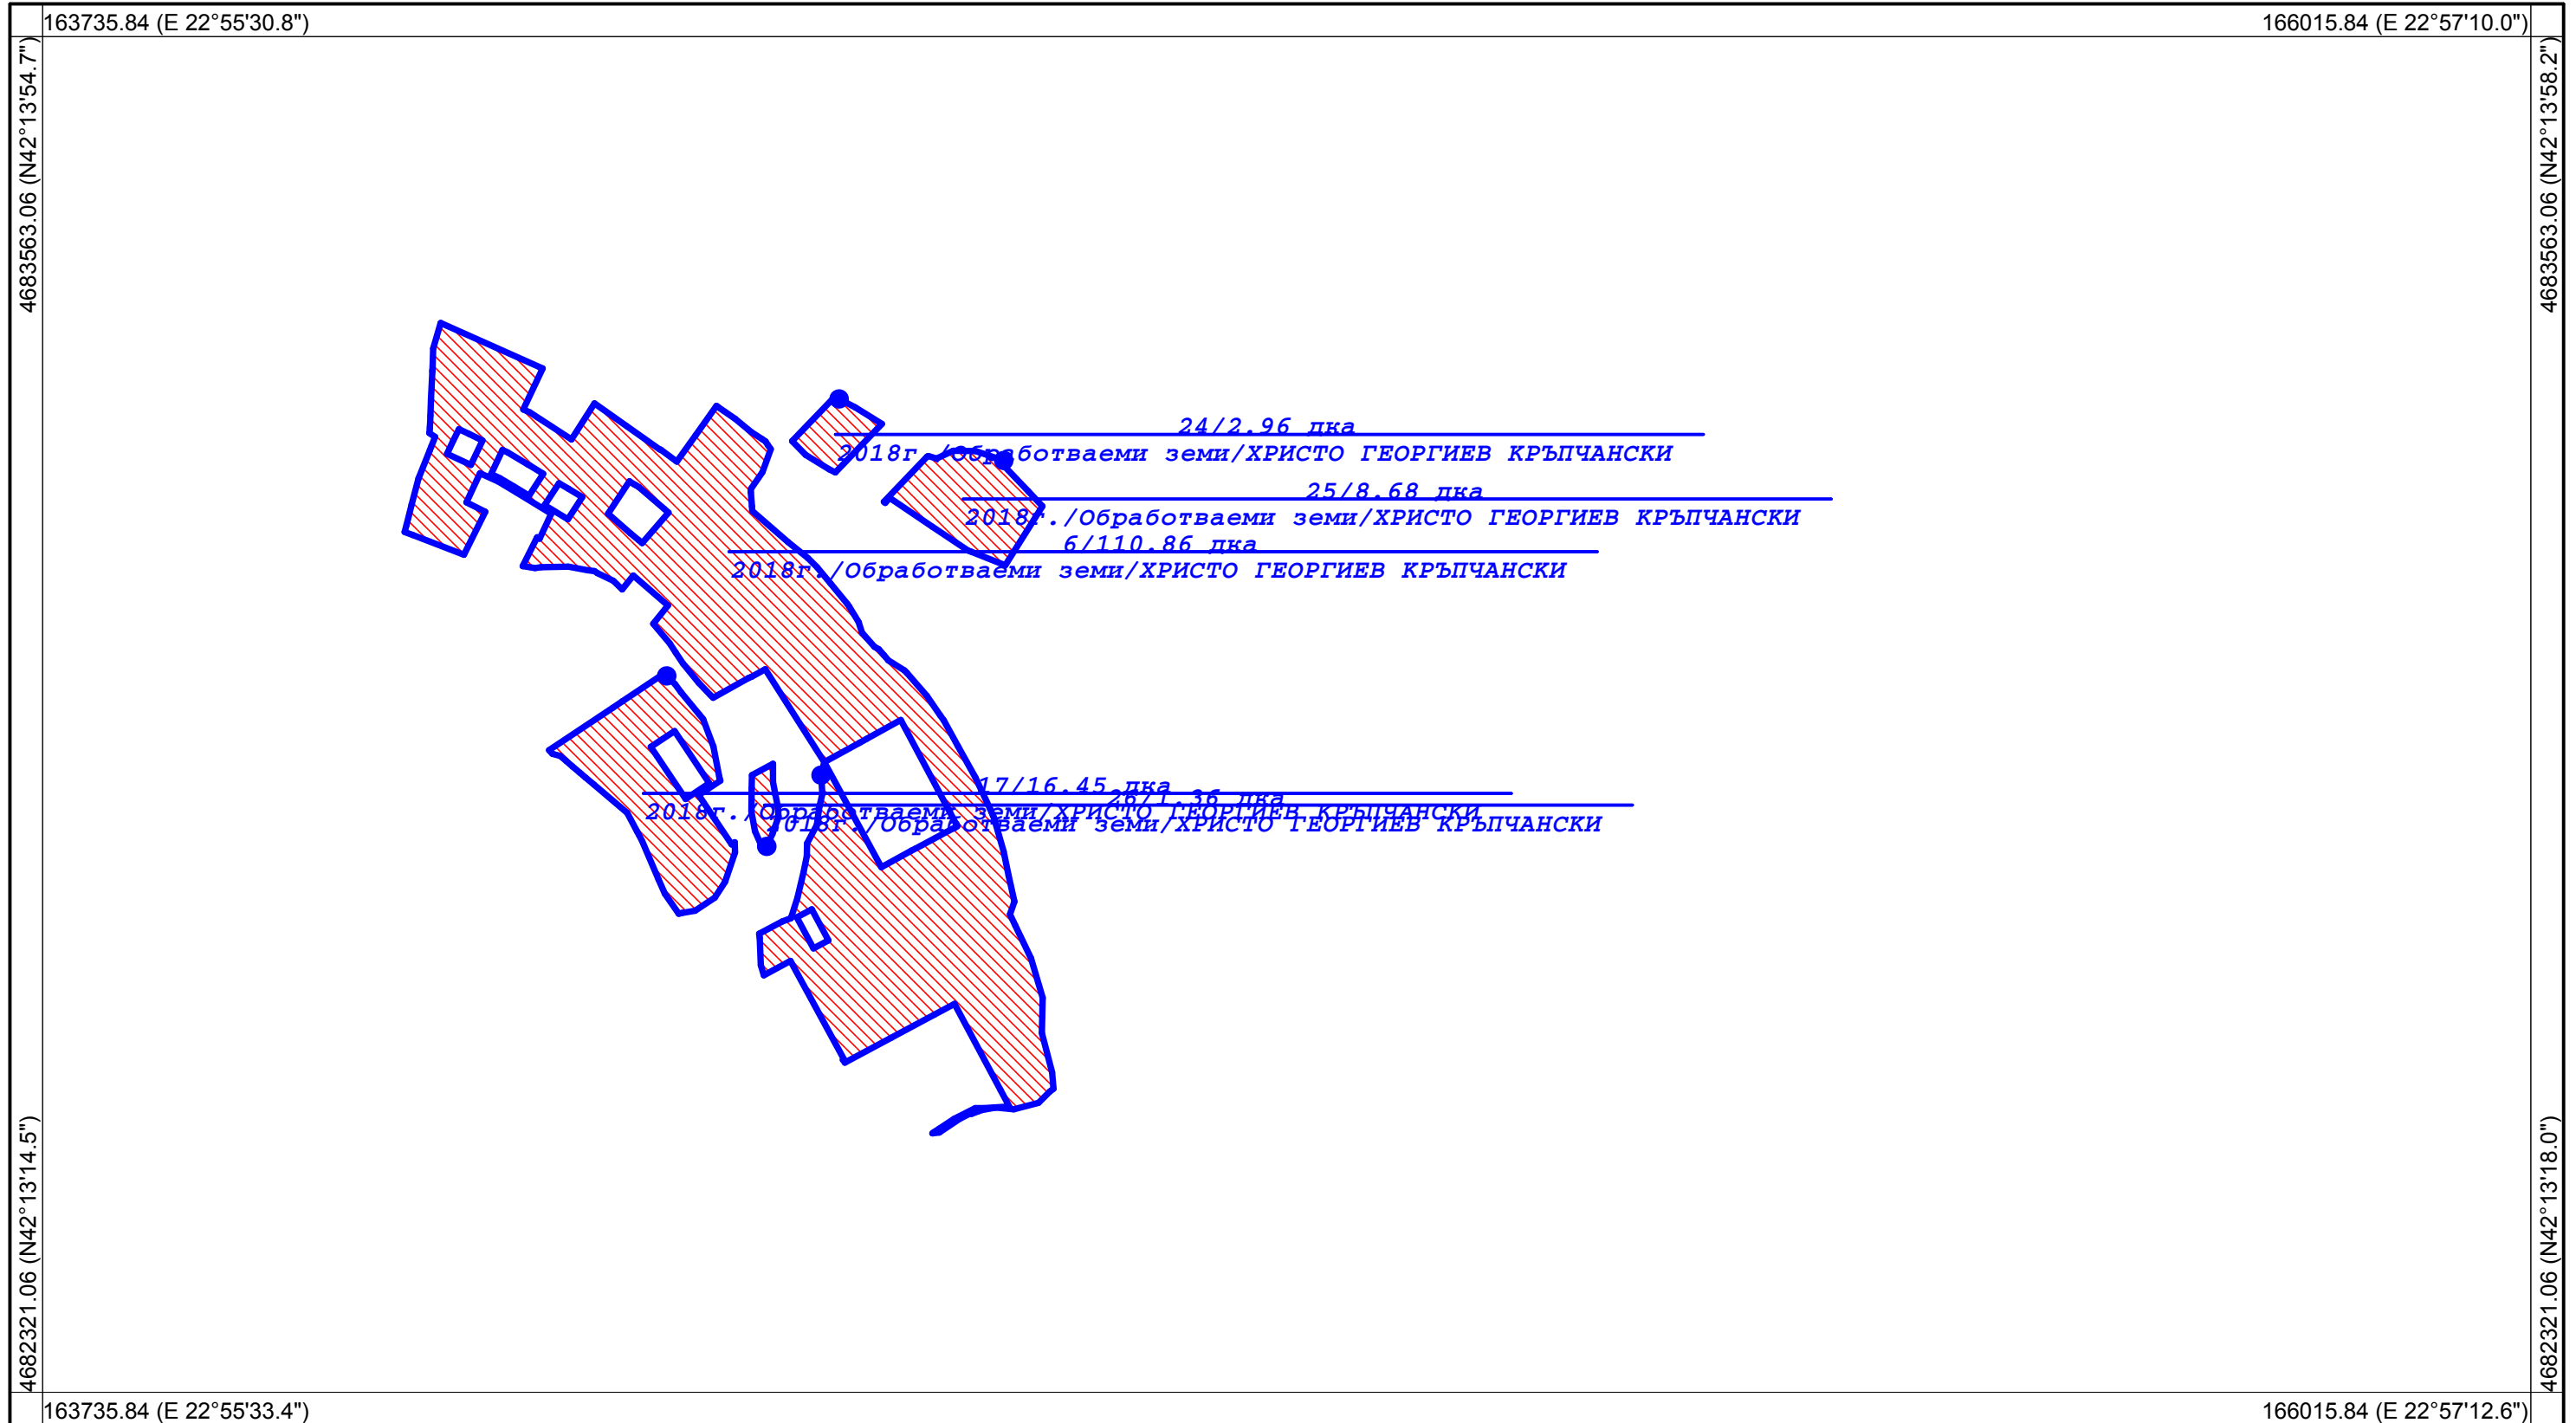 163735.84 (E 22°55'30.8")
166015.84 (E 22°57'10.0")
4683563.06 (N42°13'54.7")
4683563.06 (N42°13'58.2")
24/2.96 дка
2018г./Обработваеми земи/ХРИСТО ГЕОРГИЕВ КРЪПЧАНСКИ
25/8.68 дка
2018г./Обработваеми земи/ХРИСТО ГЕОРГИЕВ КРЪПЧАНСКИ
6/110.86 дка
2018г./Обработваеми земи/ХРИСТО ГЕОРГИЕВ КРЪПЧАНСКИ
17/16.45 дка
2018г./Обработваеми земи/ХРИСТО ГЕОРГИЕВ КРЪПЧАНСКИ
26/1.36 дка
2018г./Обработваеми земи/ХРИСТО ГЕОРГИЕВ КРЪПЧАНСКИ
4682321.06 (N42°13'14.5")
4682321.06 (N42°13'18.0")
163735.84 (E 22°55'33.4")
166015.84 (E 22°57'12.6")